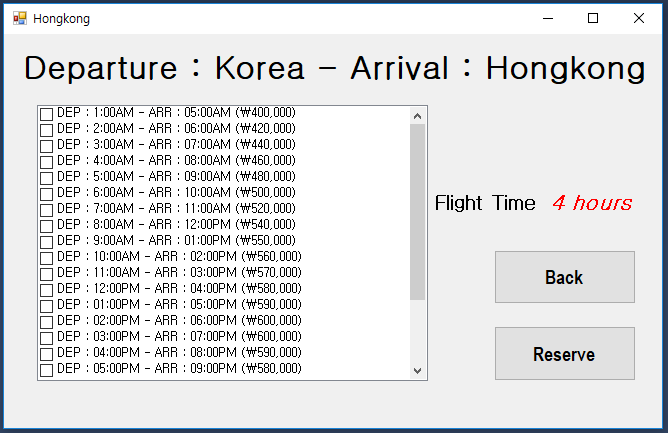 Hongkong
Departure : Korea - Arrival : Hongkong
DEP : 1:00AM - ARR : 05:00AM (₩400,000)
DEP : 2:00AM - ARR : 06:00AM (₩420,000)
DEP : 3:00AM - ARR : 07:00AM (₩440,000)
DEP : 4:00AM - ARR : 08:00AM (₩460,000)
DEP : 5:00AM - ARR : 09:00AM (₩480,000)
DEP : 6:00AM - ARR : 10:00AM (₩500,000)
DEP : 7:00AM - ARR : 11:00AM (₩520,000)
DEP : 8:00AM - ARR : 12:00PM (₩540,000)
DEP : 9:00AM - ARR : 01:00PM (₩550,000)
DEP : 10:00AM - ARR : 02:00PM (₩560,000)
DEP : 11:00AM - ARR : 03:00PM (₩570,000)
DEP : 12:00PM - ARR : 04:00PM (₩580,000)
DEP : 01:00PM - ARR : 05:00PM (₩590,000)
DEP : 02:00PM - ARR : 06:00PM (₩600,000)
DEP : 03:00PM - ARR : 07:00PM (₩600,000)
DEP : 04:00PM - ARR : 08:00PM (₩590,000)
DEP : 05:00PM - ARR : 09:00PM (₩580,000)
Flight Time 4 hours
Back
Reserve